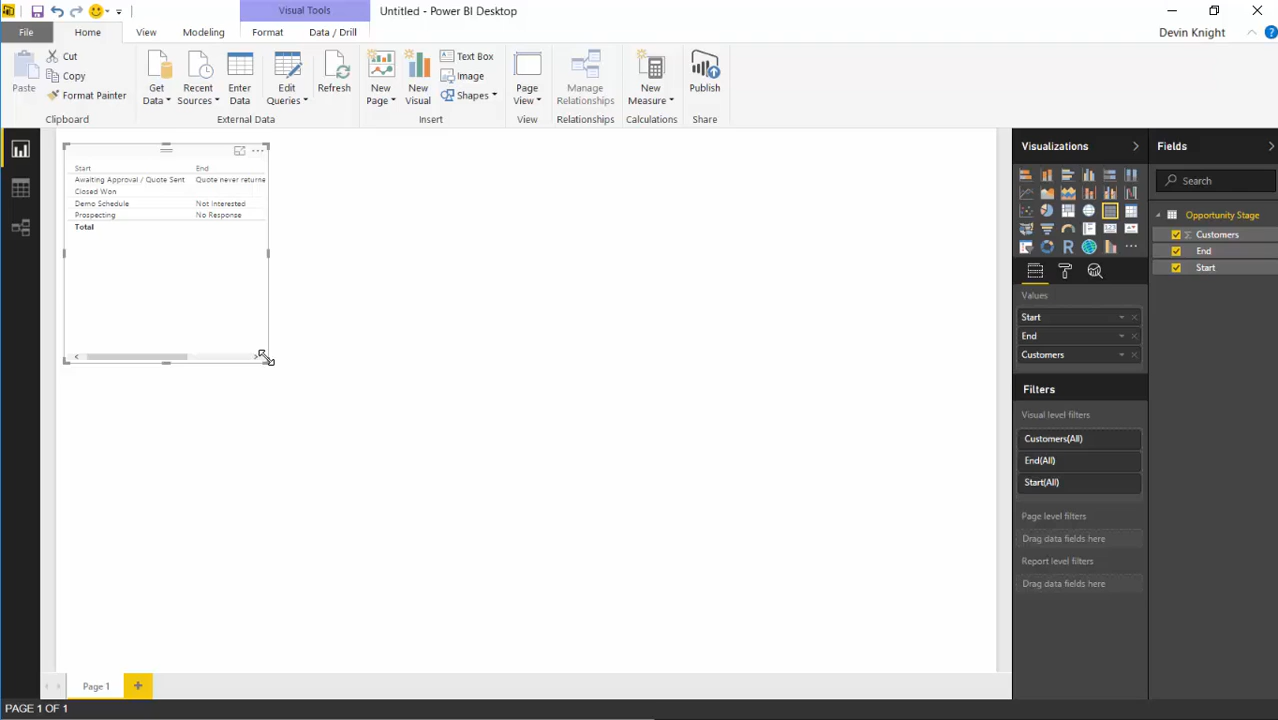 Visual Tools
Untitled - Power BI Desktop
File
Home
View
Modeling
Format
Data / Drill
Devin Knight
Paste
Cut
Copy
Format Painter
Clipboard
Get Data
Recent Sources
Enter Data
Edit Queries
Refresh
External Data
New Page
New Visual
Text Box
Image
Shapes
Insert
Page View
View
Manage Relationships
Relationships
New Measure
Calculations
Publish
Share
Start End
Awaiting Approval / Quote Sent Quote never returne
Closed Won
Demo Schedule Not Interested
Prospecting No Response
Total
Visualizations
R
Values
Start
End
Customers
Filters
Visual level filters
Customers(All)
End(All)
Start(All)
Page level filters
Drag data fields here
Report level filters
Drag data fields here
Fields
Search
Opportunity Stage
Σ Customers
End
Start
Page 1
PAGE 1 OF 1